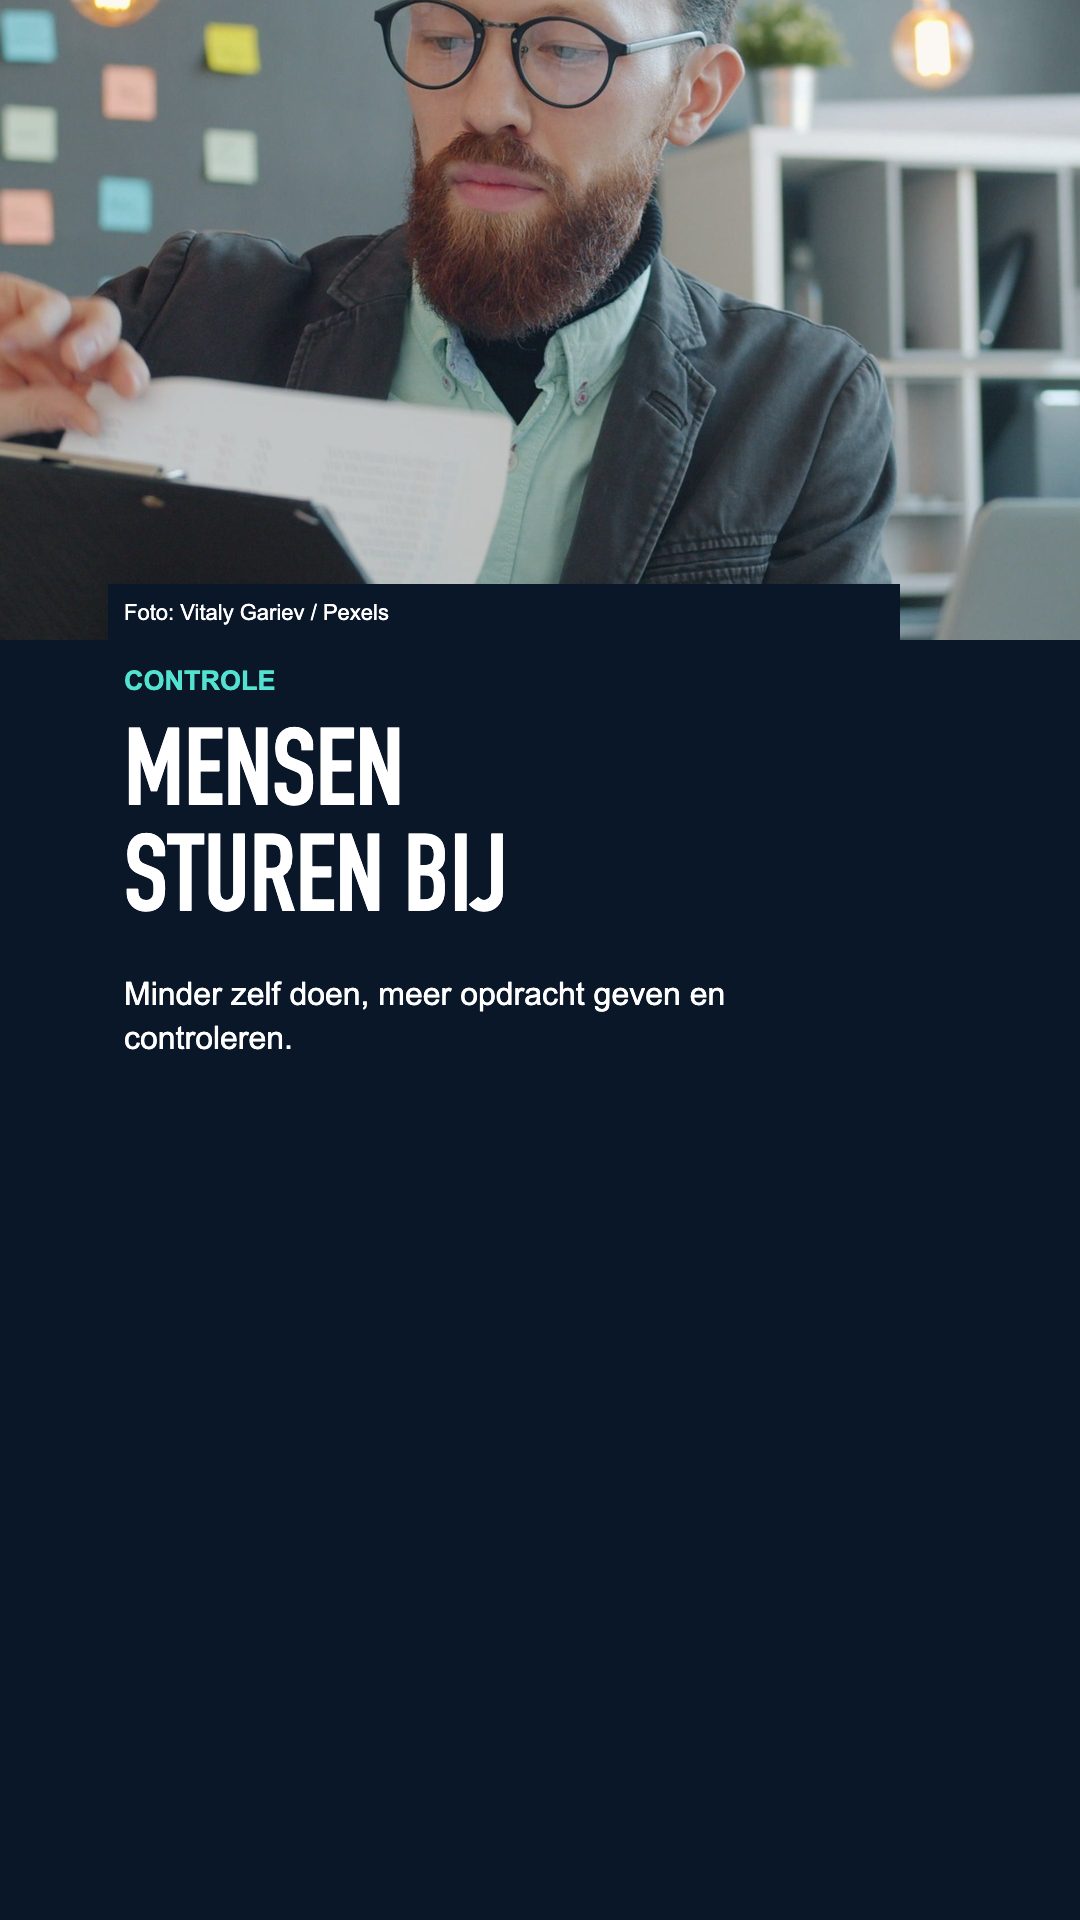 Foto: Vitaly Gariev / Pexels
CONTROLE
MENSEN
STUREN BIJ
Minder zelf doen, meer opdracht geven en
controleren.